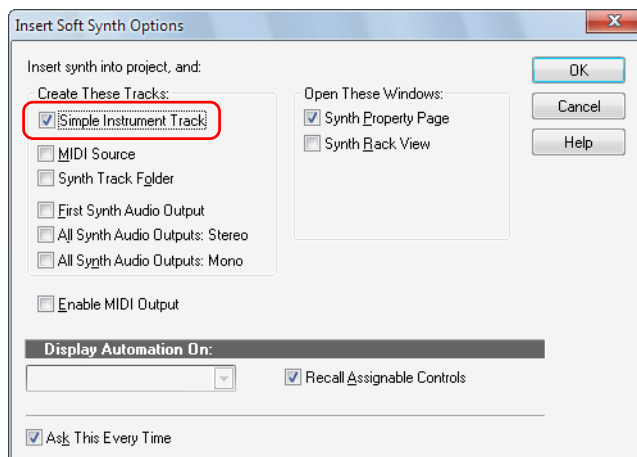 Insert Soft Synth Options
Insert synth into project, and:
Create These Tracks:
Simple Instrument Track
MIDI Source
Synth Track Folder
First Synth Audio Output
All Synth Audio Outputs: Stereo
All Synth Audio Outputs: Mono
Enable MIDI Output
Open These Windows:
Synth Property Page
Synth Rack View
OK
Cancel
Help
Display Automation On:
Recall Assignable Controls
Ask This Every Time